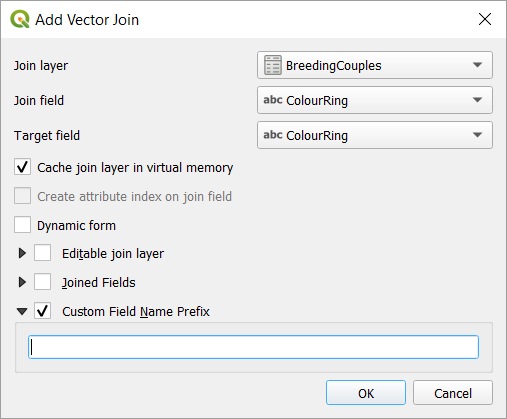 Add Vector Join
Join layer BreedingCouples
Join field abc ColourRing
Target field abc ColourRing
Cache join layer in virtual memory
Create attribute index on join field
Dynamic form
Editable join layer
Joined Fields
Custom Field Name Prefix
OK Cancel